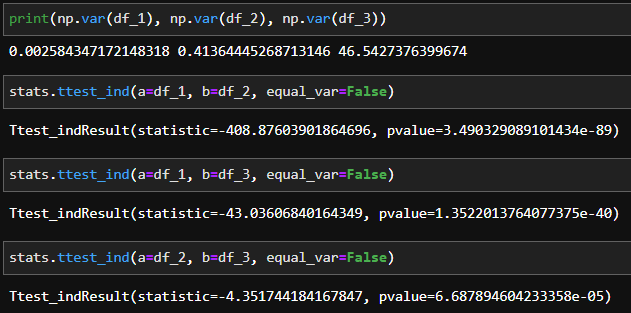 print(np.var(df_1), np.var(df_2), np.var(df_3))
0.002584347172148318 0.41364445268713146 46.5427376399674
stats.ttest_ind(a=df_1, b=df_2, equal_var=False)
Ttest_indResult(statistic=-408.87603901864696, pvalue=3.490329089101434e-89)
stats.ttest_ind(a=df_1, b=df_3, equal_var=False)
Ttest_indResult(statistic=-43.03606840164349, pvalue=1.3522013764077375e-40)
stats.ttest_ind(a=df_2, b=df_3, equal_var=False)
Ttest_indResult(statistic=-4.351744184167847, pvalue=6.687894604233358e-05)